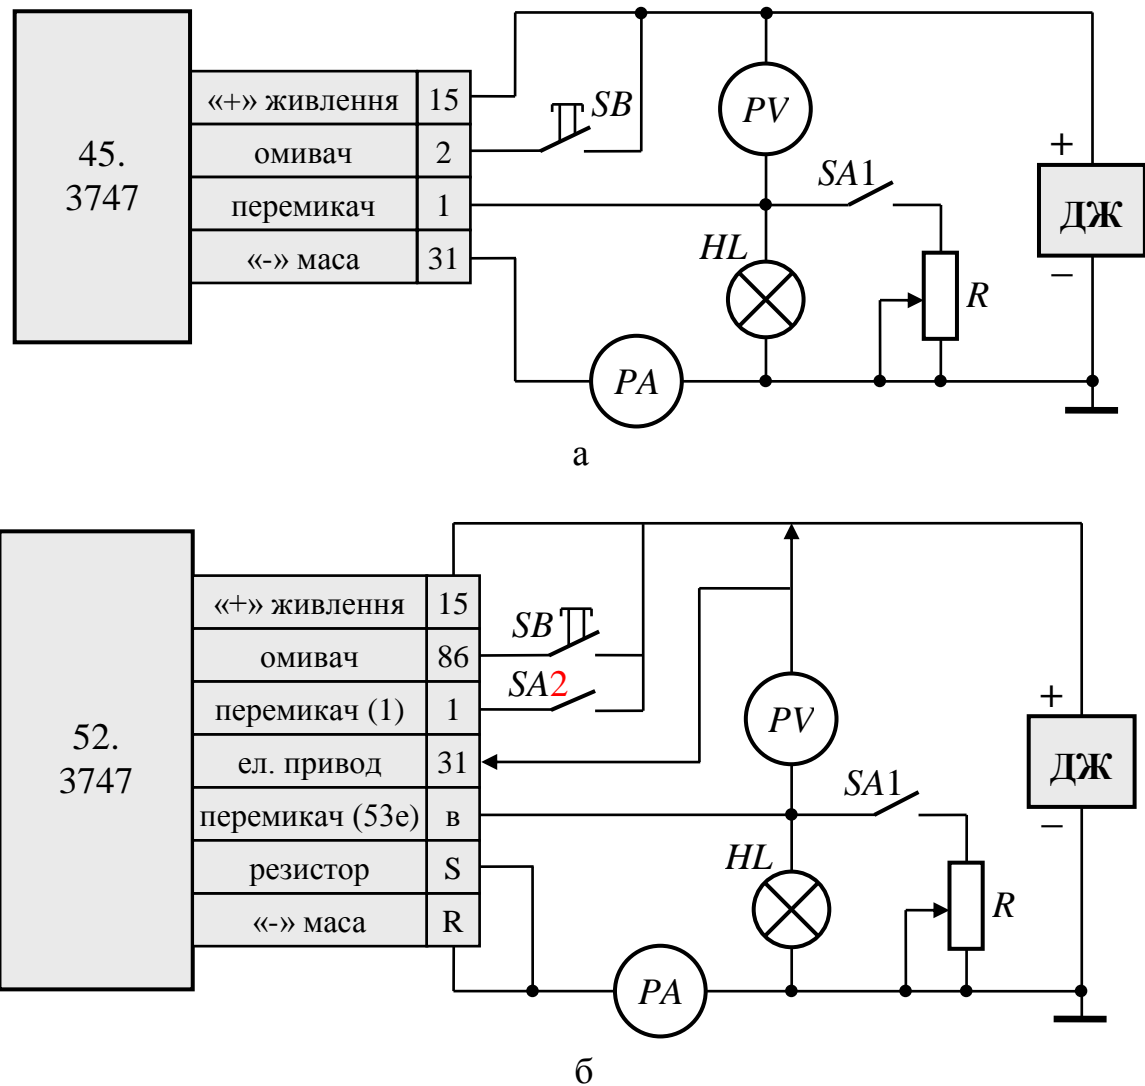 45.
3747
«+» живлення 15
омивач 2
перемикач 1
«-» маса 31
SB
PV
SA1
HL
R
PA
+
ДЖ
–
а
52.
3747
«+» живлення 15
омивач 86
перемикач (1) 1
ел. привод 31
перемикач (53е) в
резистор S
«-» маса R
SB
SA2
PV
SA1
HL
R
PA
+
ДЖ
–
б